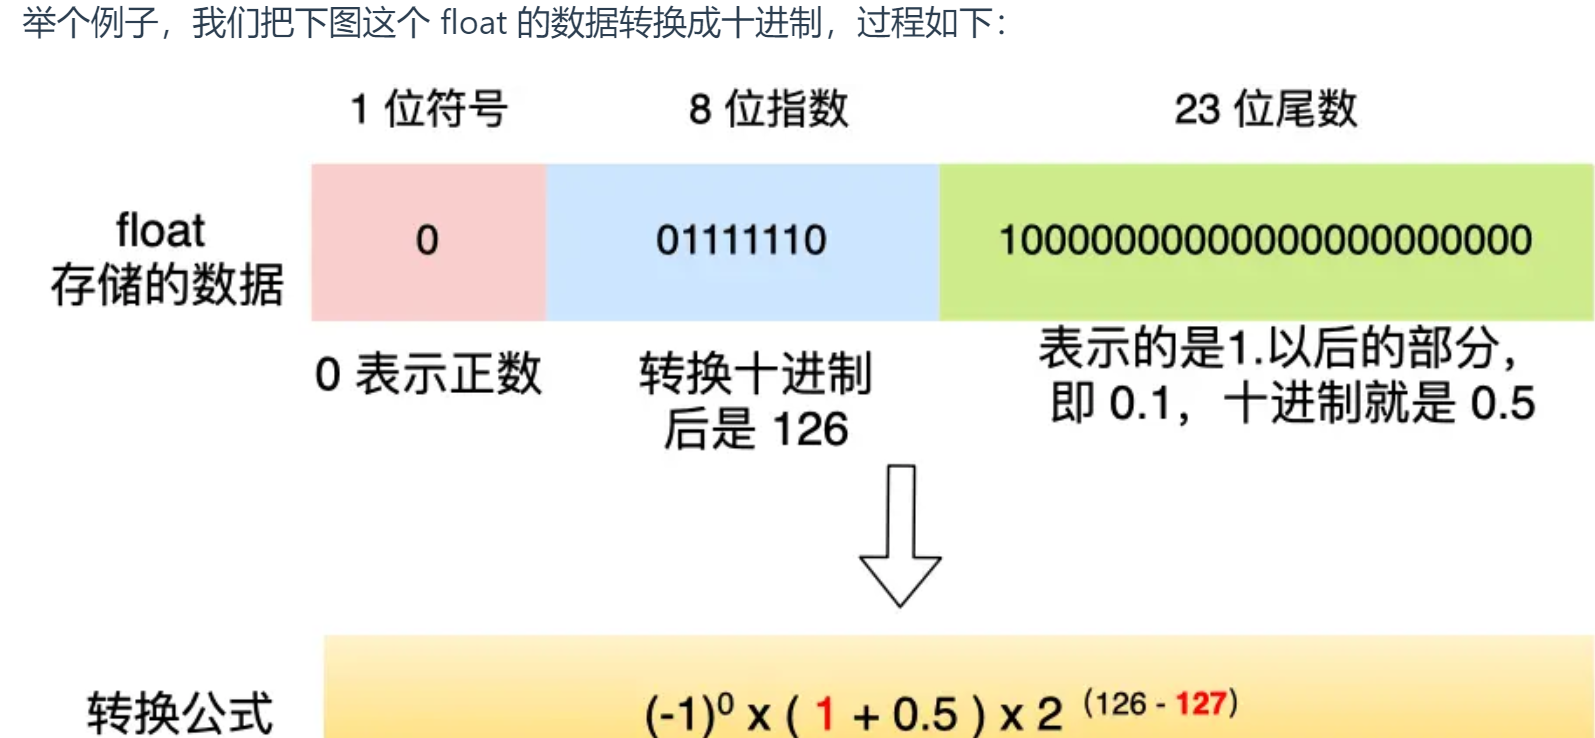 举个例子，我们把下图这个 float 的数据转换成十进制，过程如下：
1 位符号 8 位指数 23 位尾数
float
存储的数据
0 01111110 10000000000000000000000
0 表示正数
转换十进制
后是 126
表示的是1.以后的部分，
即 0.1，十进制就是 0.5
转换公式
(-1)⁰ x ( 1 + 0.5 ) x 2 ⁽¹²⁶ ⁻ ¹²⁷⁾